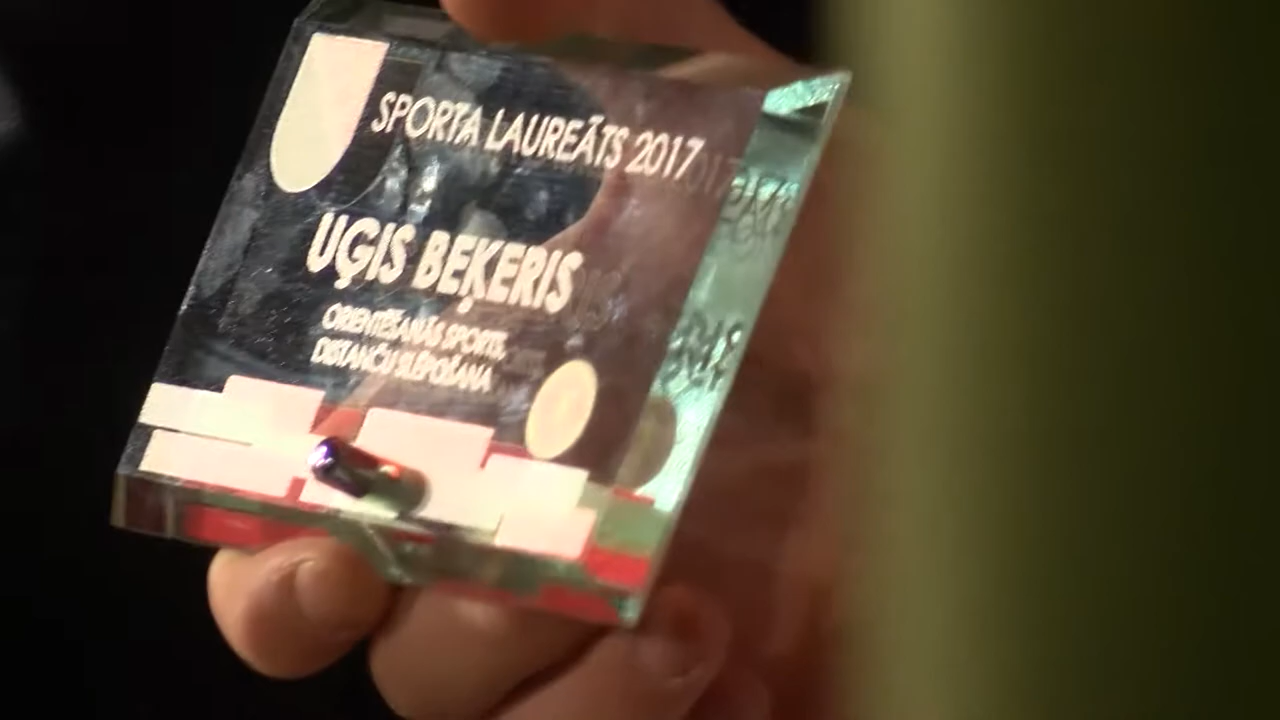 SPORTA LAUREĀTS 2017
UĢIS BEĶERIS
ORIENTĒŠANĀS SPORTS,
DISTANČU SLĒPOŠANA